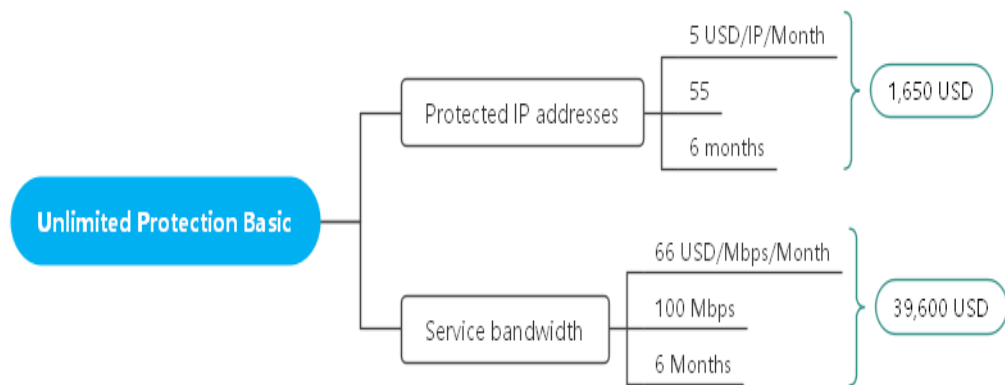 Unlimited Protection Basic
Protected IP addresses
5 USD/IP/Month
55
6 months
1,650 USD
Service bandwidth
66 USD/Mbps/Month
100 Mbps
6 Months
39,600 USD